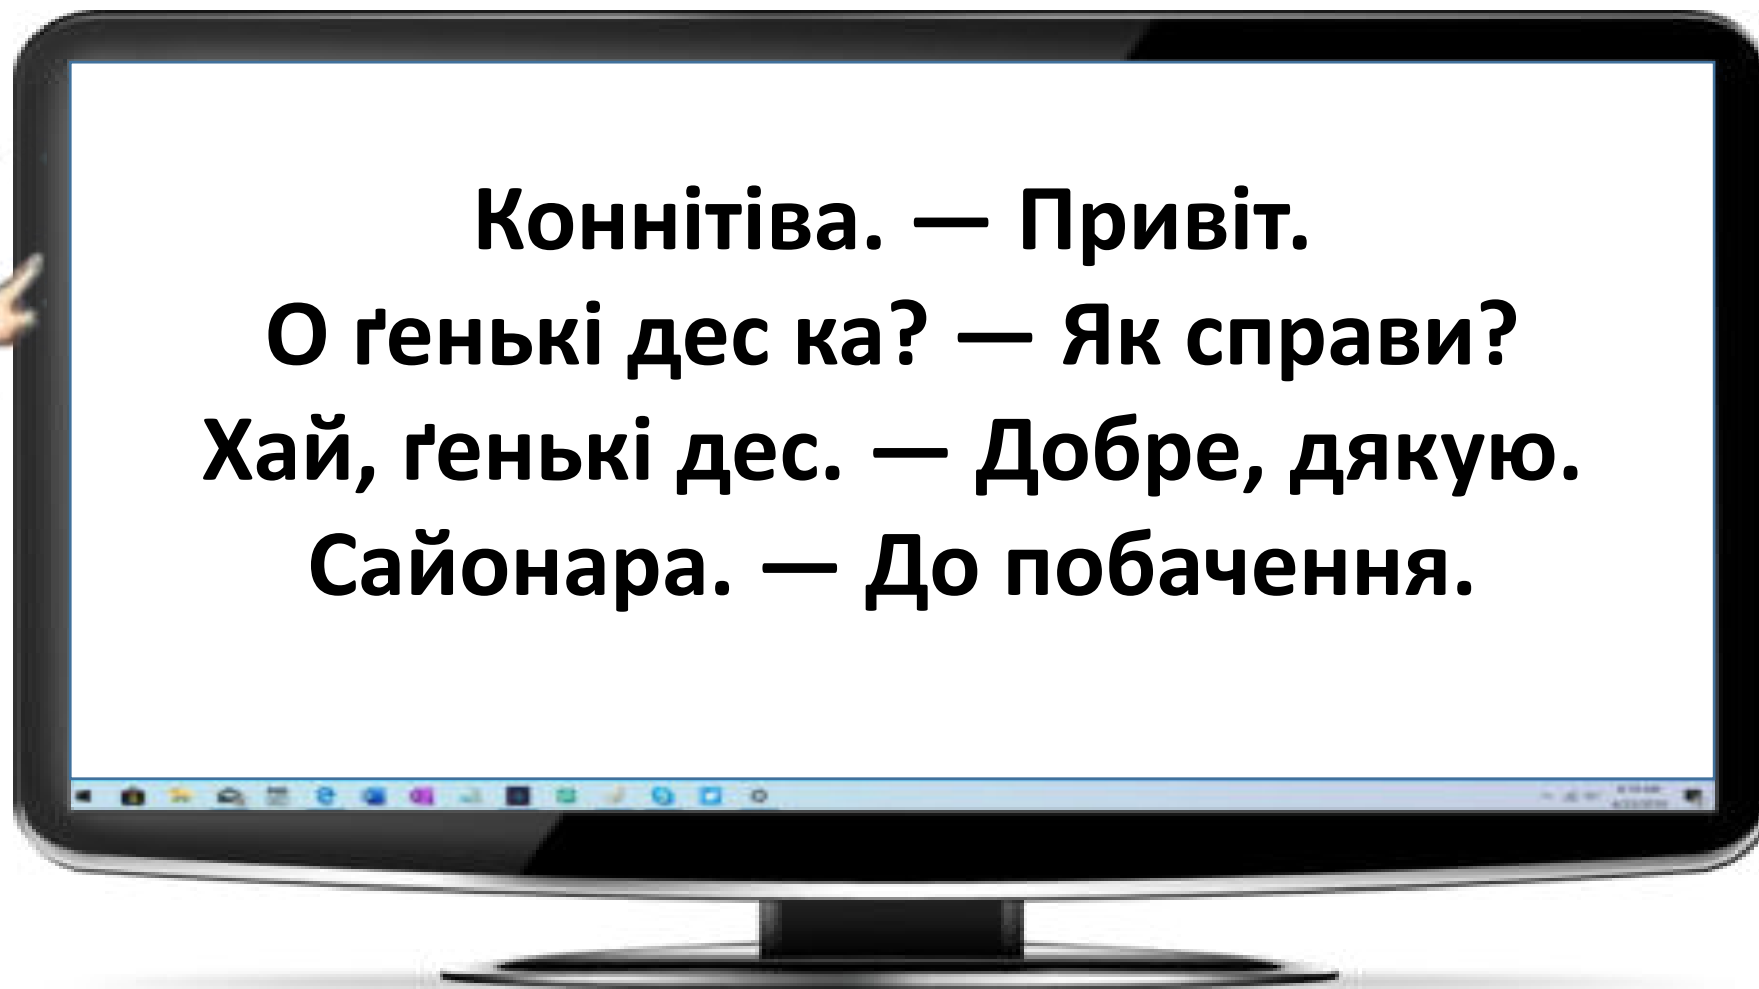 Коннітіва. — Привіт.
О ґенькі дес ка? — Як справи?
Хай, ґенькі дес. — Добре, дякую.
Сайонара. — До побачення.